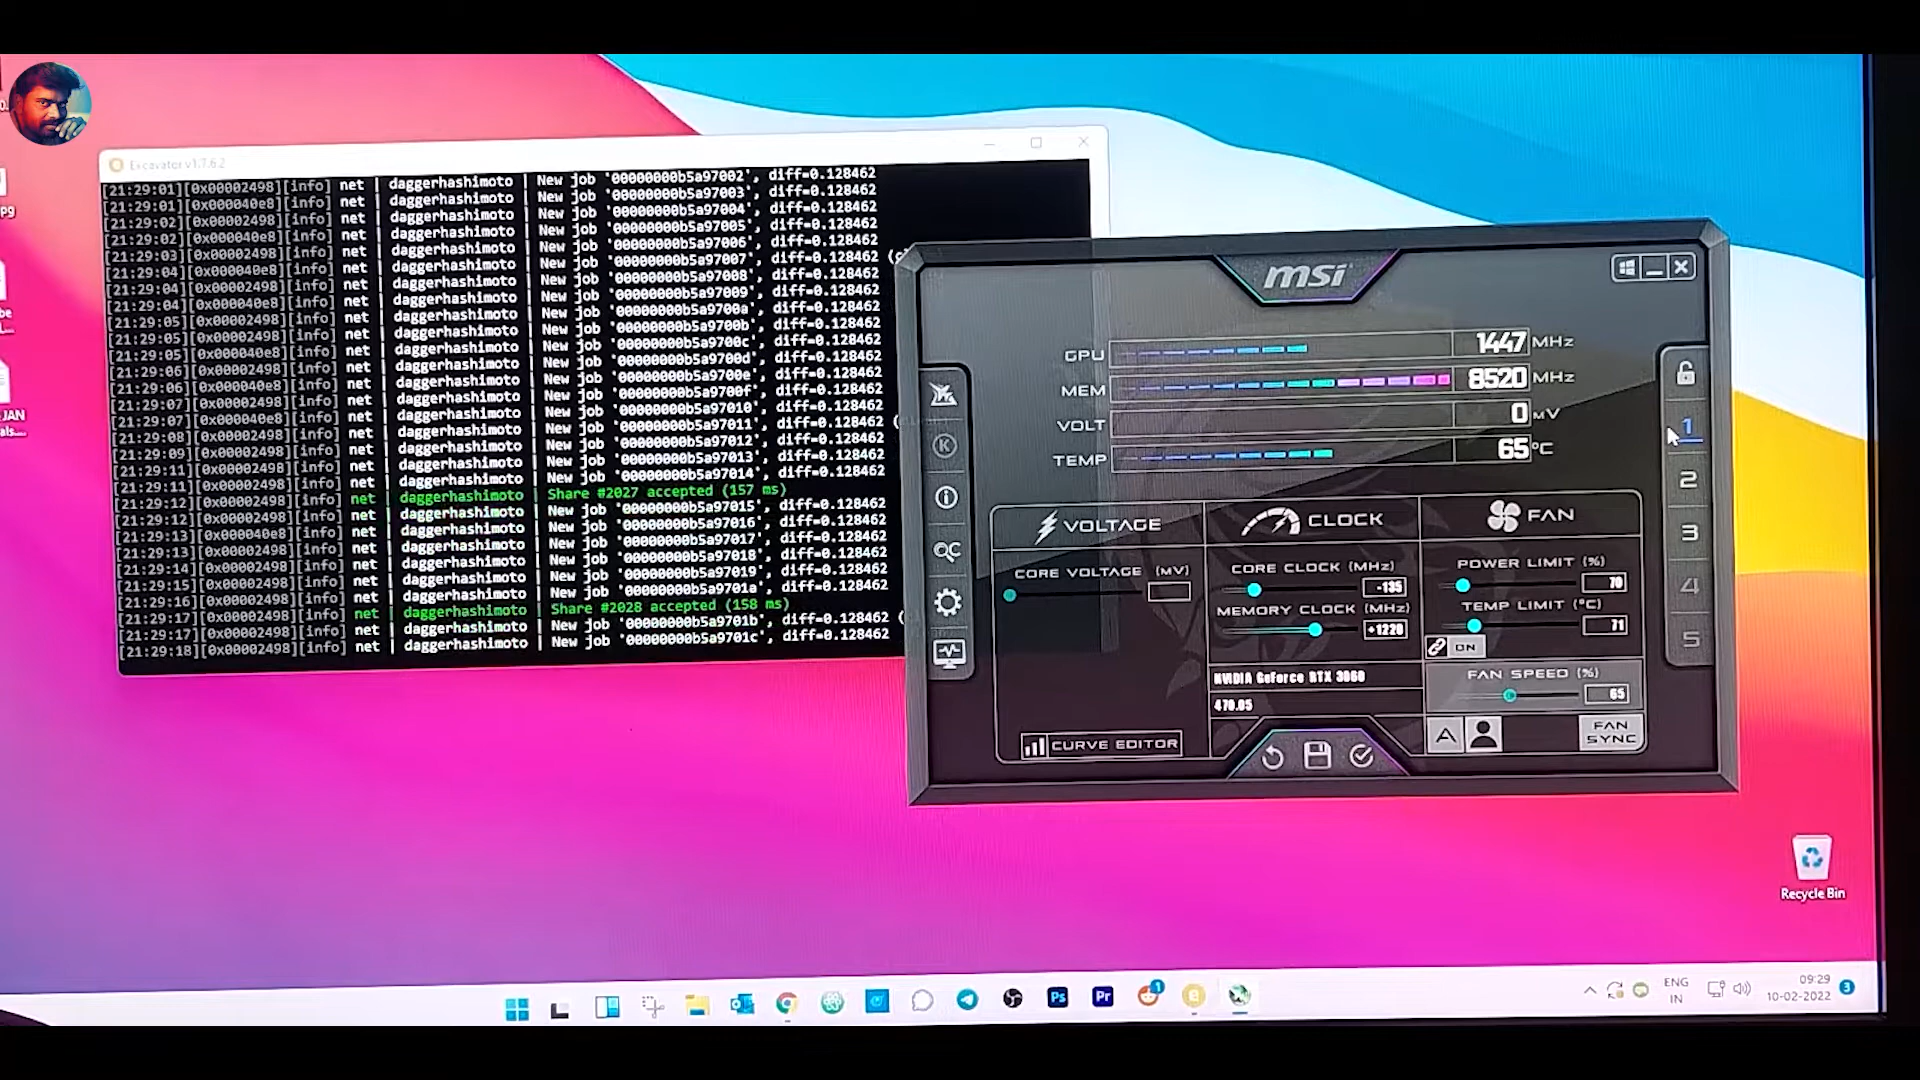 Excavator v1.7.6.2
[21:29:01][0x00002498][info] net | daggerhashimoto | New job '00000000b5a97002', diff=0.128462
[21:29:01][0x000040e8][info] net | daggerhashimoto | New job '00000000b5a97003', diff=0.128462
[21:29:02][0x00002498][info] net | daggerhashimoto | New job '00000000b5a97004', diff=0.128462
[21:29:02][0x000040e8][info] net | daggerhashimoto | New job '00000000b5a97005', diff=0.128462
[21:29:03][0x00002498][info] net | daggerhashimoto | New job '00000000b5a97006', diff=0.128462
[21:29:04][0x000040e8][info] net | daggerhashimoto | New job '00000000b5a97007', diff=0.128462
[21:29:04][0x00002498][info] net | daggerhashimoto | New job '00000000b5a97008', diff=0.128462
[21:29:04][0x000040e8][info] net | daggerhashimoto | New job '00000000b5a97009', diff=0.128462
[21:29:05][0x00002498][info] net | daggerhashimoto | New job '00000000b5a9700a', diff=0.128462
[21:29:05][0x00002498][info] net | daggerhashimoto | New job '00000000b5a9700b', diff=0.128462
[21:29:05][0x000040e8][info] net | daggerhashimoto | New job '00000000b5a9700c', diff=0.128462
[21:29:06][0x00002498][info] net | daggerhashimoto | New job '00000000b5a9700d', diff=0.128462
[21:29:06][0x000040e8][info] net | daggerhashimoto | New job '00000000b5a9700e', diff=0.128462
[21:29:07][0x00002498][info] net | daggerhashimoto | New job '00000000b5a9700f', diff=0.128462
[21:29:07][0x000040e8][info] net | daggerhashimoto | New job '00000000b5a97010', diff=0.128462
[21:29:08][0x00002498][info] net | daggerhashimoto | New job '00000000b5a97011', diff=0.128462
[21:29:09][0x00002498][info] net | daggerhashimoto | New job '00000000b5a97012', diff=0.128462
[21:29:11][0x00002498][info] net | daggerhashimoto | New job '00000000b5a97013', diff=0.128462
[21:29:11][0x000040e8][info] net | daggerhashimoto | New job '00000000b5a97014', diff=0.128462
[21:29:12][0x00002498][info] net | daggerhashimoto | Share #2027 accepted (157 ms)
[21:29:12][0x00002498][info] net | daggerhashimoto | New job '00000000b5a97015', diff=0.128462
[21:29:13][0x000040e8][info] net | daggerhashimoto | New job '00000000b5a97016', diff=0.128462
[21:29:13][0x00002498][info] net | daggerhashimoto | New job '00000000b5a97017', diff=0.128462
[21:29:14][0x00002498][info] net | daggerhashimoto | New job '00000000b5a97018', diff=0.128462
[21:29:15][0x00002498][info] net | daggerhashimoto | New job '00000000b5a97019', diff=0.128462
[21:29:16][0x00002498][info] net | daggerhashimoto | New job '00000000b5a9701a', diff=0.128462
[21:29:17][0x00002498][info] net | daggerhashimoto | Share #2028 accepted (158 ms)
[21:29:17][0x00002498][info] net | daggerhashimoto | New job '00000000b5a9701b', diff=0.128462
[21:29:18][0x00002498][info] net | daggerhashimoto | New job '00000000b5a9701c', diff=0.128462
msi
GPU 1447 MHz
MEM 8520 MHz
VOLT 0 MV
TEMP 65 °C
1
2
3
4
5
VOLTAGE
CORE VOLTAGE (MV)
CURVE EDITOR
CLOCK
CORE CLOCK (MHz)
-135
MEMORY CLOCK (MHz)
+1220
NVIDIA GeForce RTX 3060
FAN
POWER LIMIT (%)
70
TEMP LIMIT (°C)
71
ON
FAN SPEED (%)
65
A
FAN SYNC
Recycle Bin
Ps
Pr
1
ENG
IN
09:29
10-02-2022
3